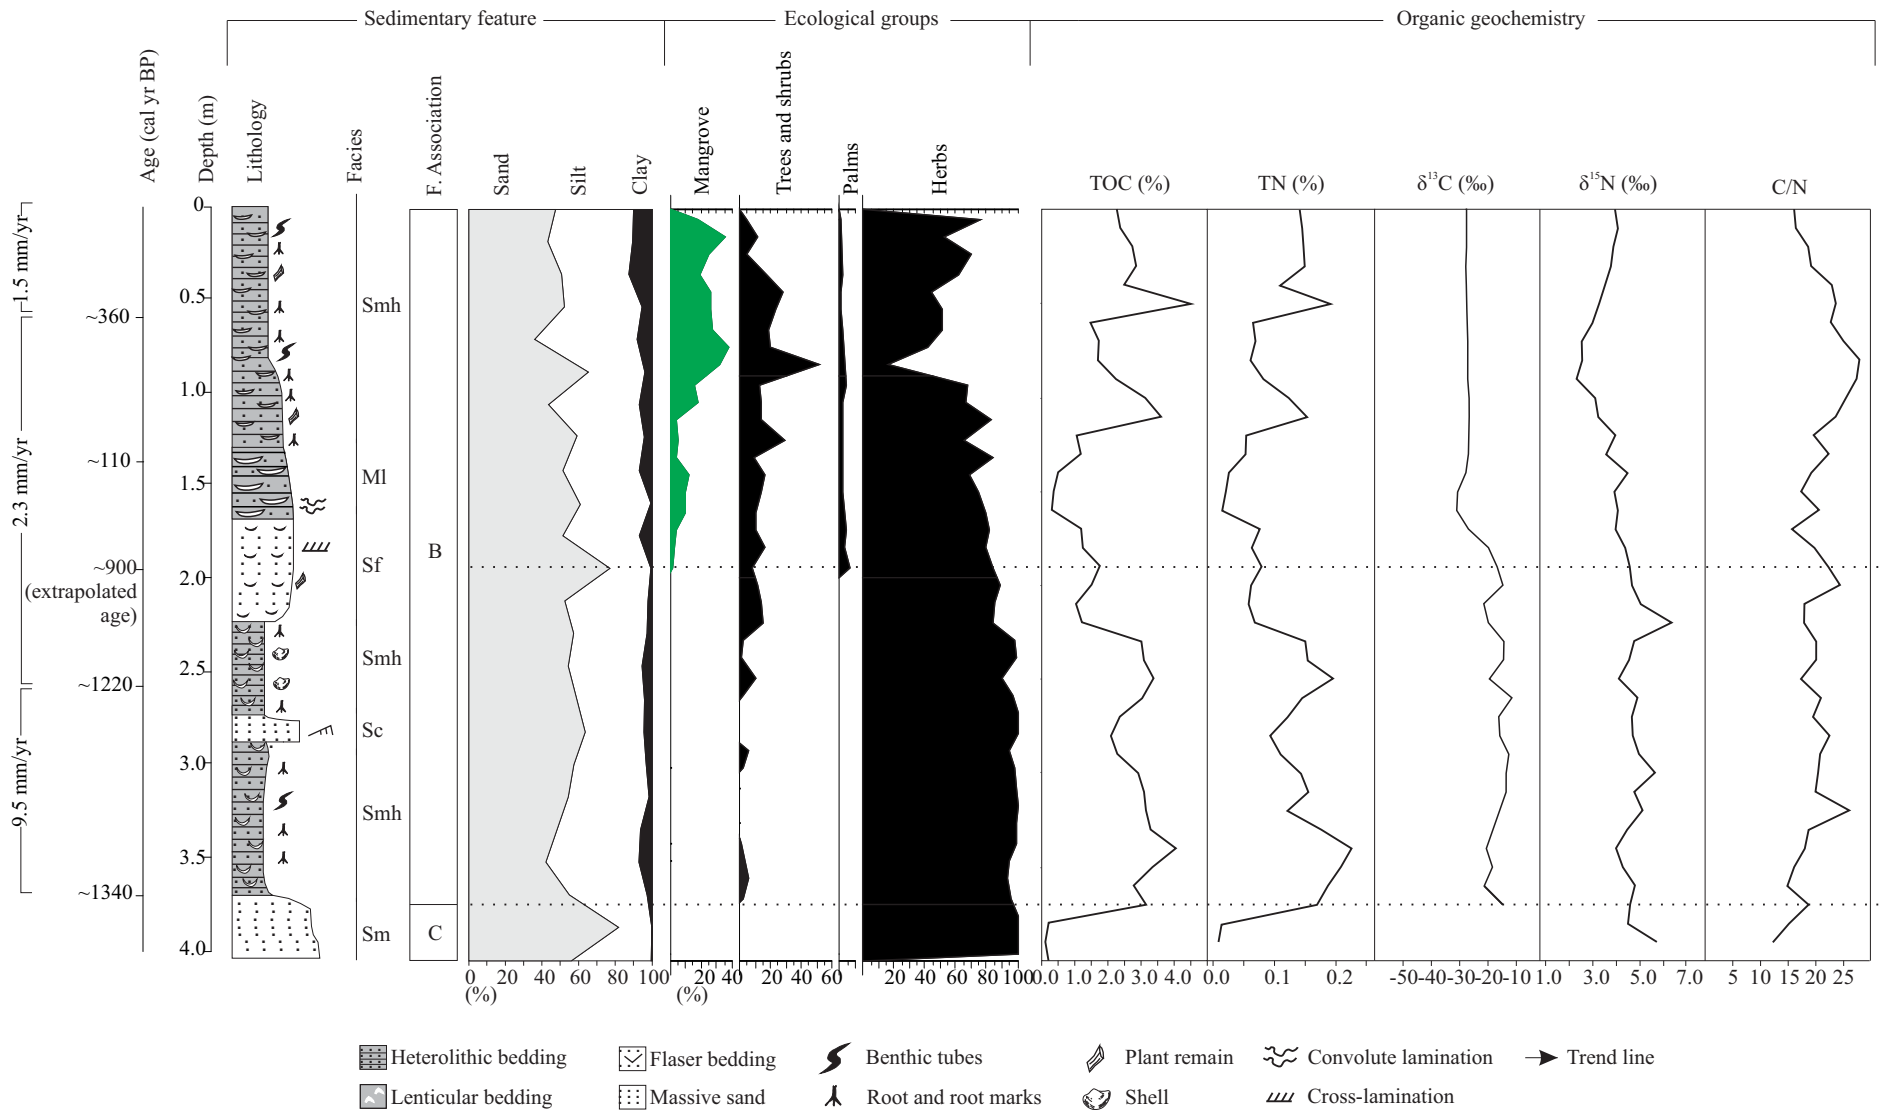 Sedimentary feature
Ecological groups
Organic geochemistry
Age (cal yr BP)
Depth (m)
Lithology
Facies
F. Association
Sand
Silt
Clay
Mangrove
Trees and shrubs
Palms
Herbs
TOC (%)
TN (%)
δ¹³C (‰)
δ¹⁵N (‰)
C/N
1.5 mm/yr
2.3 mm/yr
9.5 mm/yr
~360
~110
~900
(extrapolated
age)
~1220
~1340
0
0.5
1.0
1.5
2.0
2.5
3.0
3.5
4.0
Smh
Ml
Sf
Smh
Sc
Smh
Sm
B
C
0 20 40 60 80 100
(%)
20 40
(%)
20 40 60
20 40 60 80 100
0.0 1.0 2.0 3.0 4.0
0.0 0.1 0.2
-50 -40 -30 -20 -10
1.0 3.0 5.0 7.0
5 10 15 20 25
Heterolithic bedding
Flaser bedding
Benthic tubes
Plant remain
Convolute lamination
Trend line
Lenticular bedding
Massive sand
Root and root marks
Shell
Cross-lamination